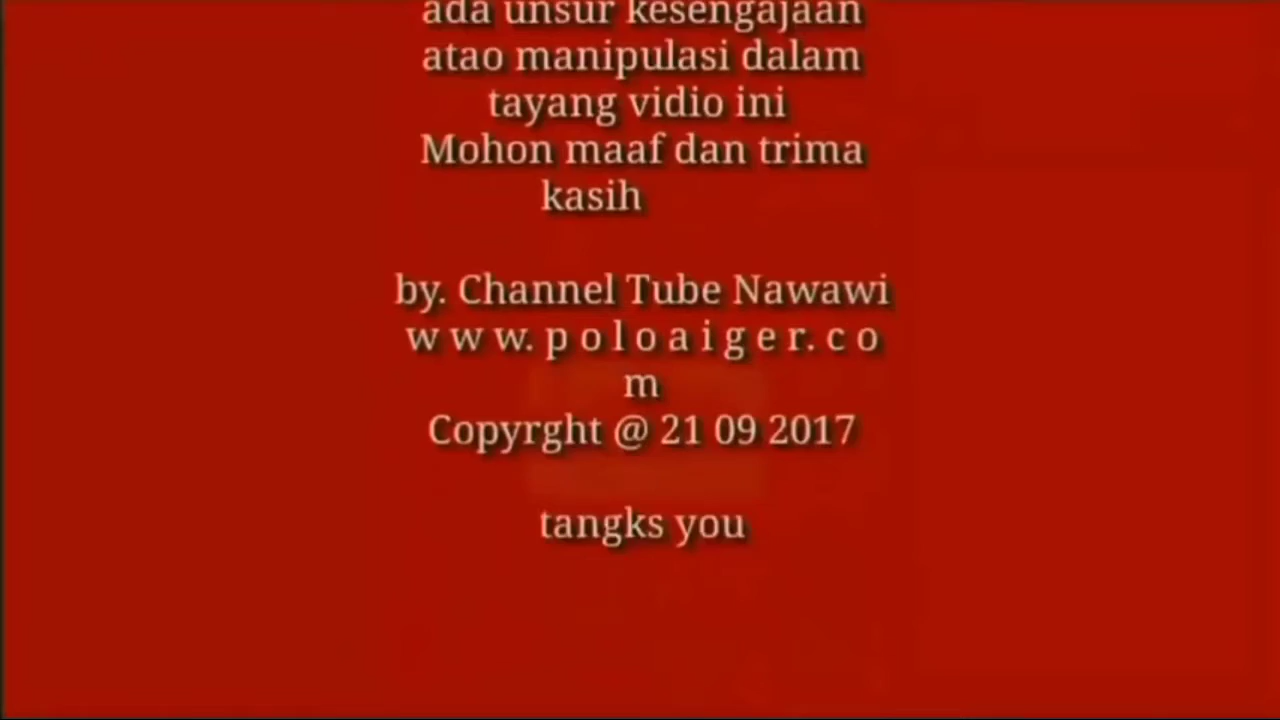 ada unsur kesengajaan
atao manipulasi dalam
tayang vidio ini
Mohon maaf dan trima
kasih
by. Channel Tube Nawawi
w w w. p o l o a i g e r. c o
m
Copyrght @ 21 09 2017
tangks you